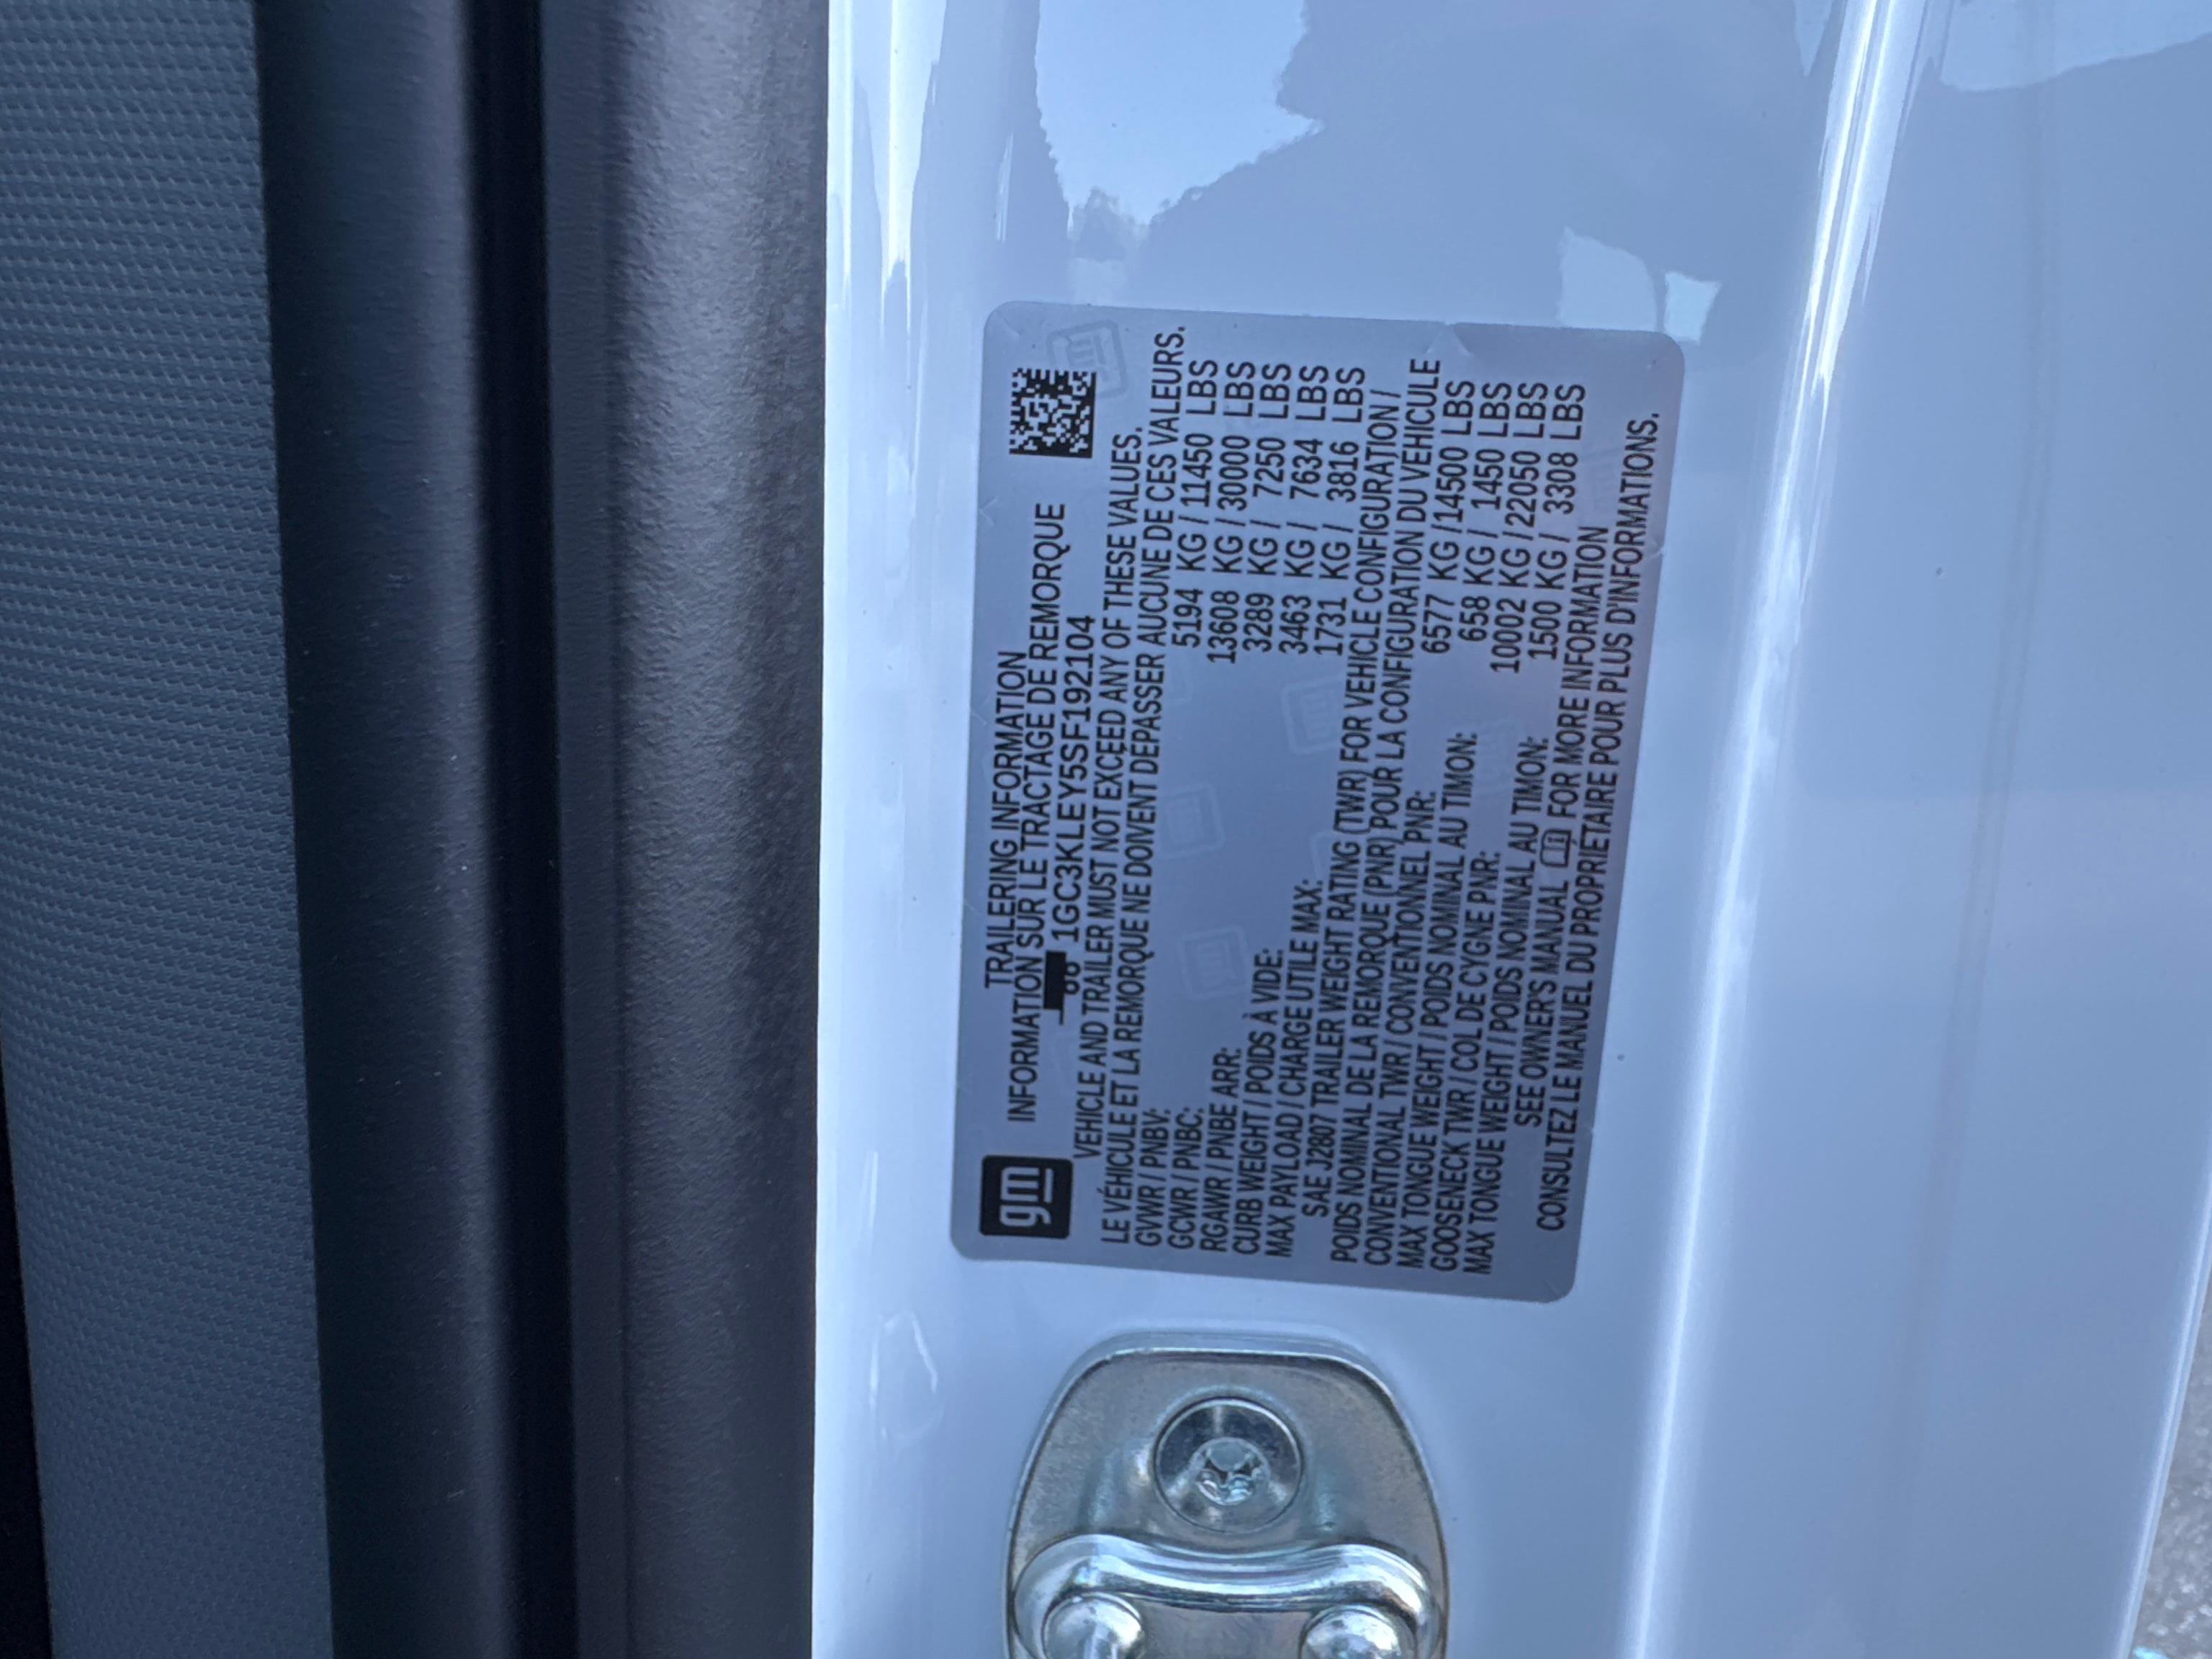 gm
TRAILERING INFORMATION
INFORMATION SUR LE TRACTAGE DE REMORQUE
1GC3KLEY5SF192104
VEHICLE AND TRAILER MUST NOT EXCEED ANY OF THESE VALUES.
LE VÉHICULE ET LA REMORQUE NE DOIVENT DEPASSER AUCUNE DE CES VALEURS.
GVWR / PNBV: 5194 KG / 11450 LBS
GCWR / PNBC: 13608 KG / 30000 LBS
RGAWR / PNBE ARR: 3289 KG / 7250 LBS
CURB WEIGHT / POIDS À VIDE: 3463 KG / 7634 LBS
MAX PAYLOAD / CHARGE UTILE MAX: 1731 KG / 3816 LBS
SAE J2807 TRAILER WEIGHT RATING (TWR) FOR VEHICLE CONFIGURATION /
POIDS NOMINAL DE LA REMORQUE (PNR) POUR LA CONFIGURATION DU VEHICULE
CONVENTIONAL TWR / CONVENTIONNEL PNR: 6577 KG / 14500 LBS
MAX TONGUE WEIGHT / POIDS NOMINAL AU TIMON: 658 KG / 1450 LBS
GOOSENECK TWR / COL DE CYGNE PNR: 10002 KG / 22050 LBS
MAX TONGUE WEIGHT / POIDS NOMINAL AU TIMON: 1500 KG / 3308 LBS
SEE OWNER'S MANUAL FOR MORE INFORMATION
CONSULTEZ LE MANUEL DU PROPRIETAIRE POUR PLUS D'INFORMATIONS.